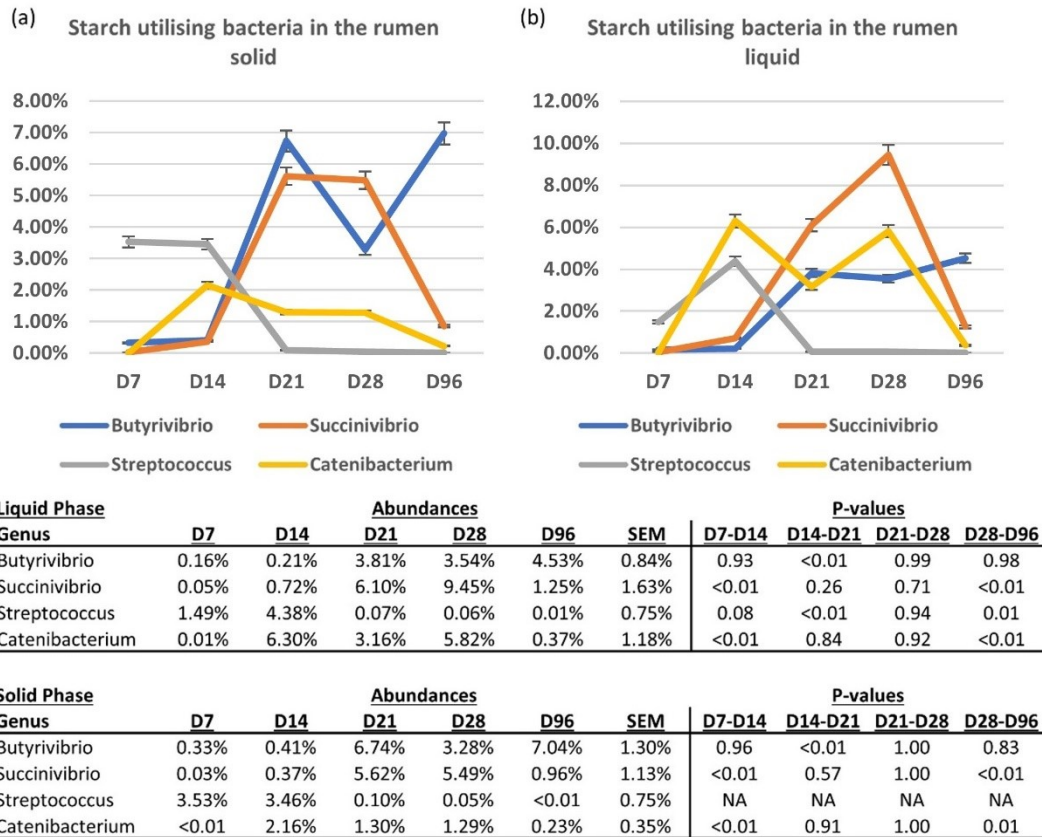 (a)
Starch utilising bacteria in the rumen
solid
8.00%
7.00%
6.00%
5.00%
4.00%
3.00%
2.00%
1.00%
0.00%
D7 D14 D21 D28 D96
Butyrivibrio Succinivibrio
Streptococcus Catenibacterium
(b)
Starch utilising bacteria in the rumen
liquid
12.00%
10.00%
8.00%
6.00%
4.00%
2.00%
0.00%
D7 D14 D21 D28 D96
Butyrivibrio Succinivibrio
Streptococcus Catenibacterium
Liquid Phase Abundances P-values
Genus D7 D14 D21 D28 D96 SEM D7-D14 D14-D21 D21-D28 D28-D96
Butyrivibrio 0.16% 0.21% 3.81% 3.54% 4.53% 0.84% 0.93 <0.01 0.99 0.98
Succinivibrio 0.05% 0.72% 6.10% 9.45% 1.25% 1.63% <0.01 0.26 0.71 <0.01
Streptococcus 1.49% 4.38% 0.07% 0.06% 0.01% 0.75% 0.08 <0.01 0.94 0.01
Catenibacterium 0.01% 6.30% 3.16% 5.82% 0.37% 1.18% <0.01 0.84 0.92 <0.01
Solid Phase Abundances P-values
Genus D7 D14 D21 D28 D96 SEM D7-D14 D14-D21 D21-D28 D28-D96
Butyrivibrio 0.33% 0.41% 6.74% 3.28% 7.04% 1.30% 0.96 <0.01 1.00 0.83
Succinivibrio 0.03% 0.37% 5.62% 5.49% 0.96% 1.13% <0.01 0.57 1.00 <0.01
Streptococcus 3.53% 3.46% 0.10% 0.05% <0.01 0.75% NA NA NA NA
Catenibacterium <0.01 2.16% 1.30% 1.29% 0.23% 0.35% <0.01 0.91 1.00 0.01